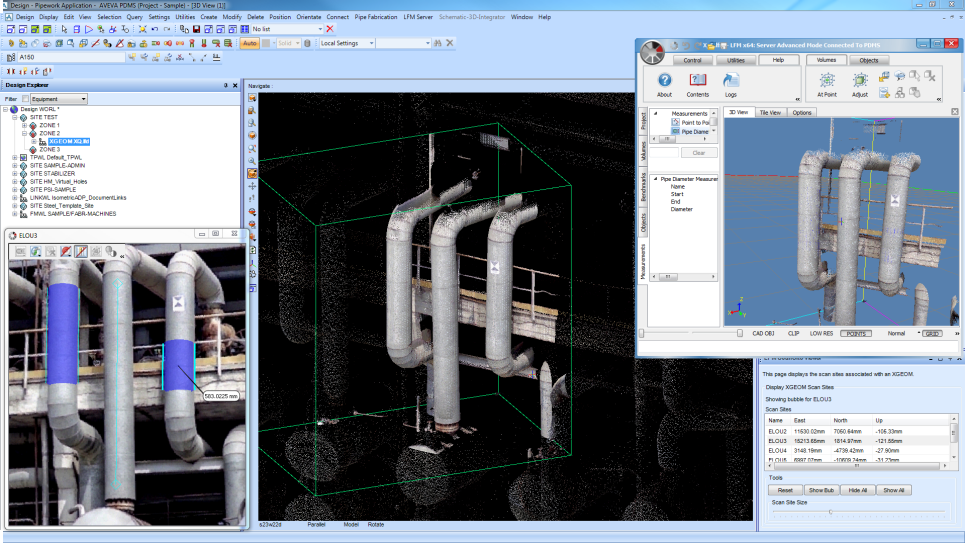 Design - Pipework Application - AVEVA PDMS (Project - Sample) - [3D View (1)]
Design Display Edit View Selection Query Settings Utilities Create Modify Delete Position Orientate Connect Pipe Fabrication LFM Server Schematic-3D-Integrator Window Help
No list
Auto Solid Local Settings
A180
Design Explorer
Filter Equipment
Design WORL *
SITE TEST
ZONE 1
ZONE 2
ZONE 3
TPWL Default_TPWL
SITE SAMPLE-ADMIN
SITE STABILIZER
SITE HM_Virtual_Holes
SITE PSI-SAMPLE
LINKWL IsometricADP_DocumentLinks
SITE Steel_Template_Site
FMWL SAMPLE/FABR-MACHINES
Navigate
ELOU3
583.0225 mm
s23w22d Parallel Model Rotate
LFM x64: Server Advanced Mode Connected To PDMS
Control Utilities Help
Volumes Objects
About Contents Logs
At Point Adjust
Project
Volumes
Benchmarks
Objects
Measurements
Measurements
Point to Poi
Pipe Diame
Clear
Pipe Diameter Measurer
Name
Start
End
Diameter
3D View Tile View Options
CAD OBJ CLIP LOW RES POINTS Normal GRID
This page displays the scan sites associated with an XGEOM.
Display XGEOM Scan Sites
Showing bubble for ELOU3
Scan Sites
Name East North Up
ELOU2 11530.02mm 7050.64mm -105.33mm
ELOU3 15213.68mm 1814.97mm -121.88mm
ELOU4 3148.19mm -4739.42mm -27.90mm
ELOU5 6997.07mm -10609.74mm -31.23mm
Tools
Reset Show Bub Hide All Show All
Scan Site Size